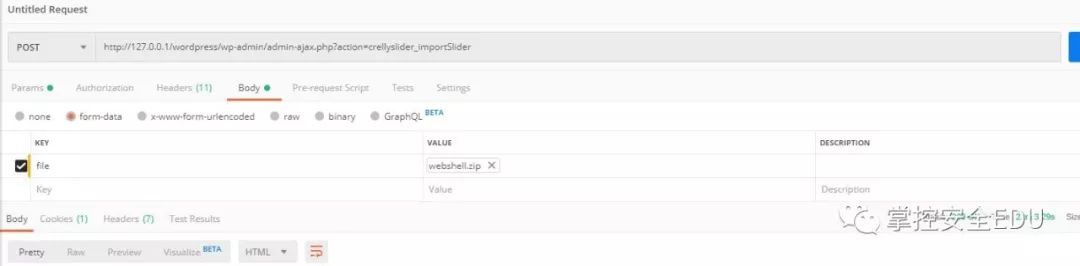 Untitled Request
POST http://127.0.0.1/wordpress/wp-admin/admin-ajax.php?action=crellyslider_importSlider
Params Authorization Headers (11) Body Pre-request Script Tests Settings
none form-data x-www-form-urlencoded raw binary GraphQL BETA
KEY VALUE DESCRIPTION
file webshell.zip
Key Value Description
Body Cookies (1) Headers (7) Test Results Size
掌控安全EDU
Pretty Raw Preview Visualize BETA HTML